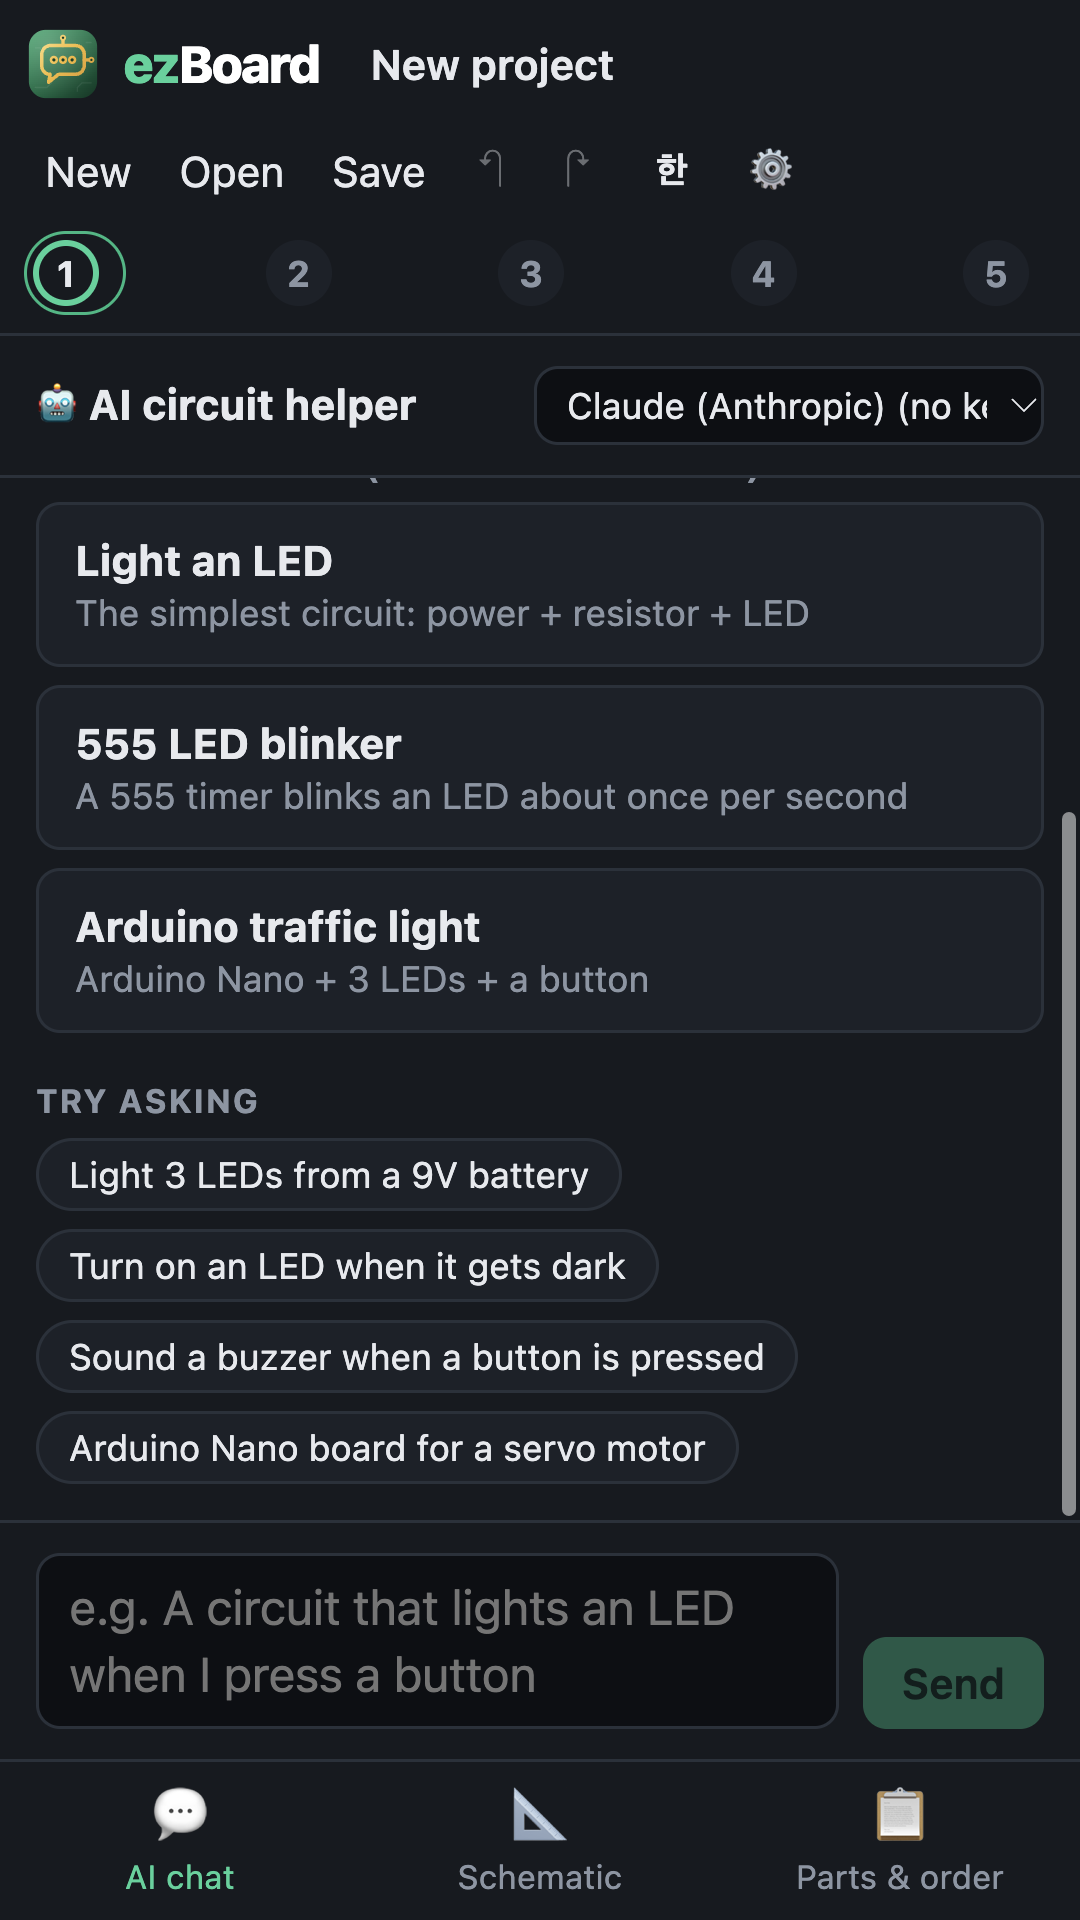 ezBoard New project
New Open Save 한
1 2 3 4 5
AI circuit helper Claude (Anthropic) (no
Light an LED
The simplest circuit: power + resistor + LED
555 LED blinker
A 555 timer blinks an LED about once per second
Arduino traffic light
Arduino Nano + 3 LEDs + a button
TRY ASKING
Light 3 LEDs from a 9V battery
Turn on an LED when it gets dark
Sound a buzzer when a button is pressed
Arduino Nano board for a servo motor
e.g. A circuit that lights an LED
when I press a button
Send
AI chat Schematic Parts & order